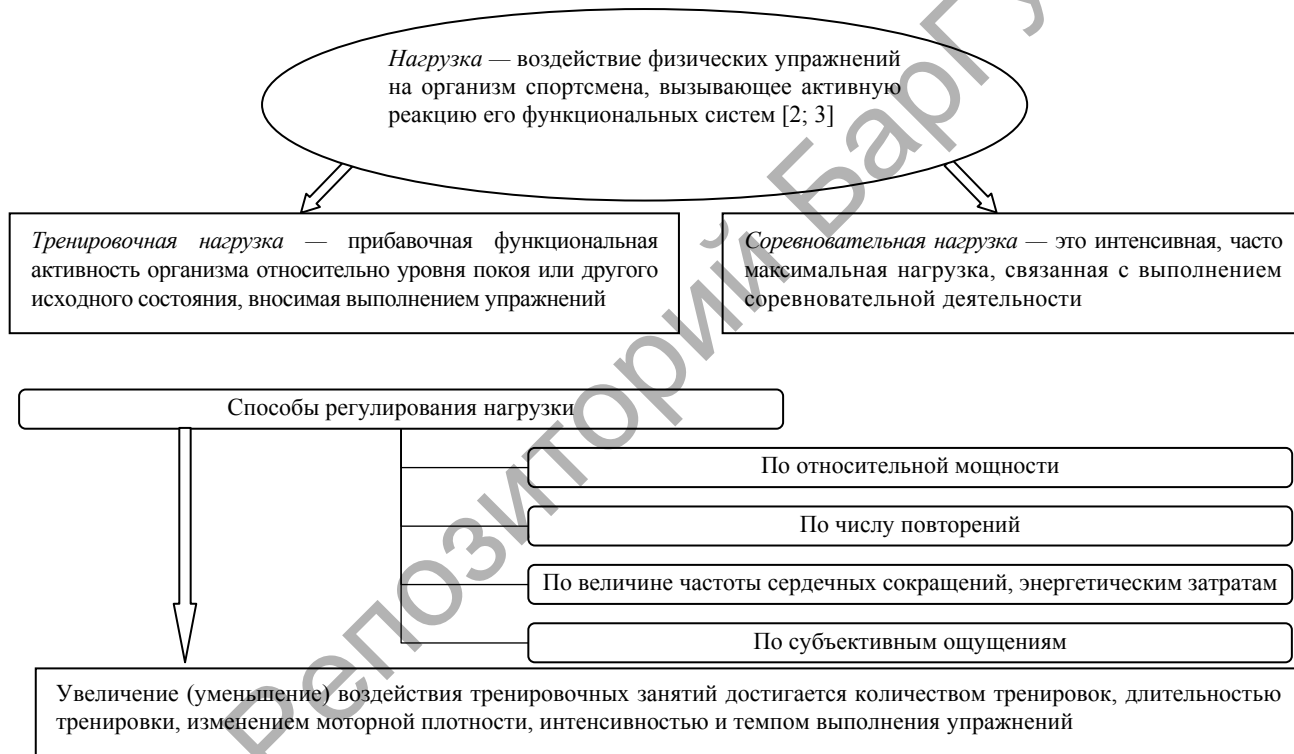 Нагрузка — воздействие физических упражнений
на организм спортсмена, вызывающее активную
реакцию его функциональных систем [2; 3]
Тренировочная нагрузка — прибавочная функциональная
активность организма относительно уровня покоя или другого
исходного состояния, вносимая выполнением упражнений
Соревновательная нагрузка — это интенсивная, часто
максимальная нагрузка, связанная с выполнением
соревновательной деятельности
Способы регулирования нагрузки
По относительной мощности
По числу повторений
По величине частоты сердечных сокращений, энергетическим затратам
По субъективным ощущениям
Увеличение (уменьшение) воздействия тренировочных занятий достигается количеством тренировок, длительностью
тренировки, изменением моторной плотности, интенсивностью и темпом выполнения упражнений
Репозиторий БарГУ